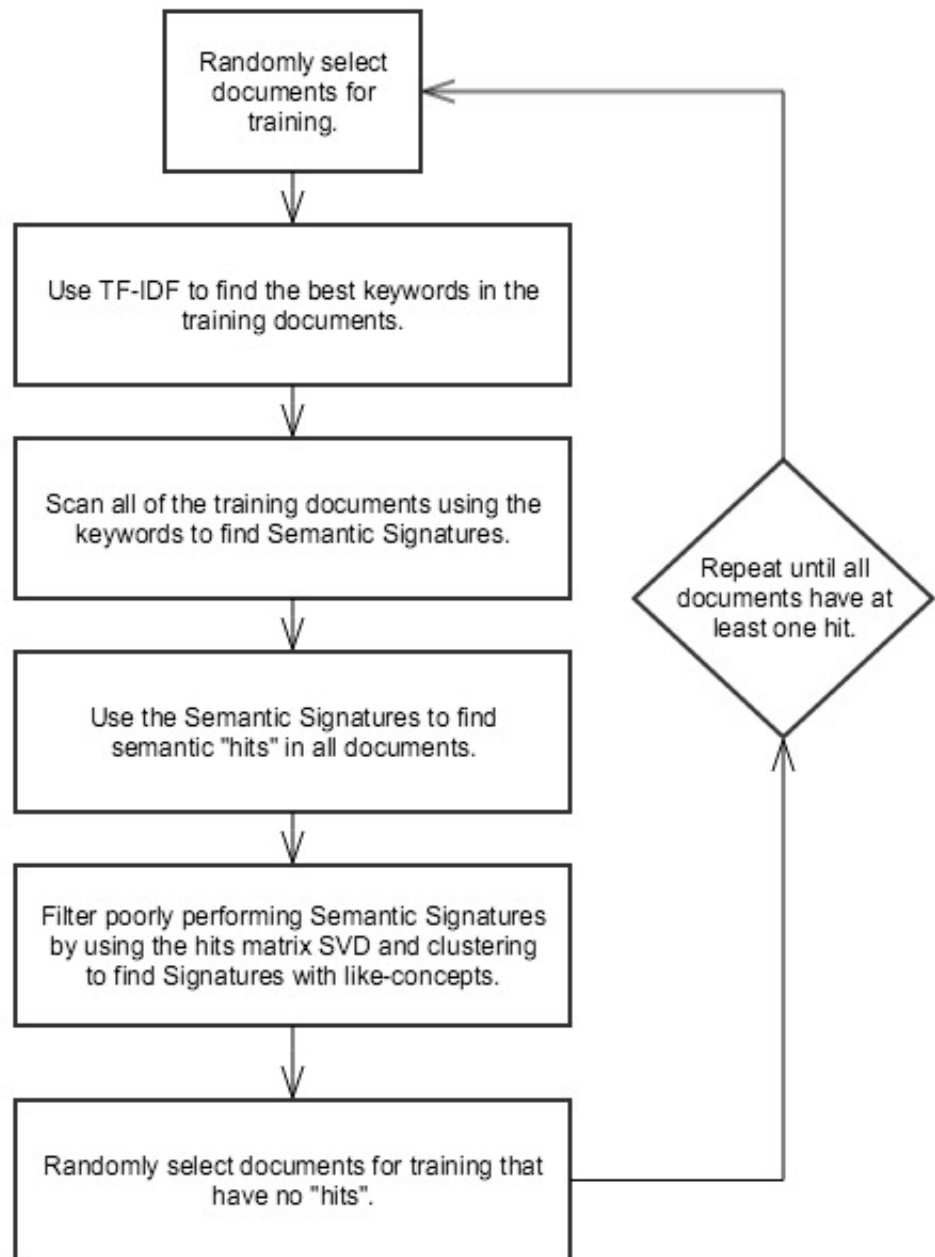 Randomly select
documents for
training.
Use TF-IDF to find the best keywords in the
training documents.
Scan all of the training documents using the
keywords to find Semantic Signatures.
Use the Semantic Signatures to find
semantic "hits" in all documents.
Filter poorly performing Semantic Signatures
by using the hits matrix SVD and clustering
to find Signatures with like-concepts.
Randomly select documents for training that
have no "hits".
Repeat until all
documents have at
least one hit.